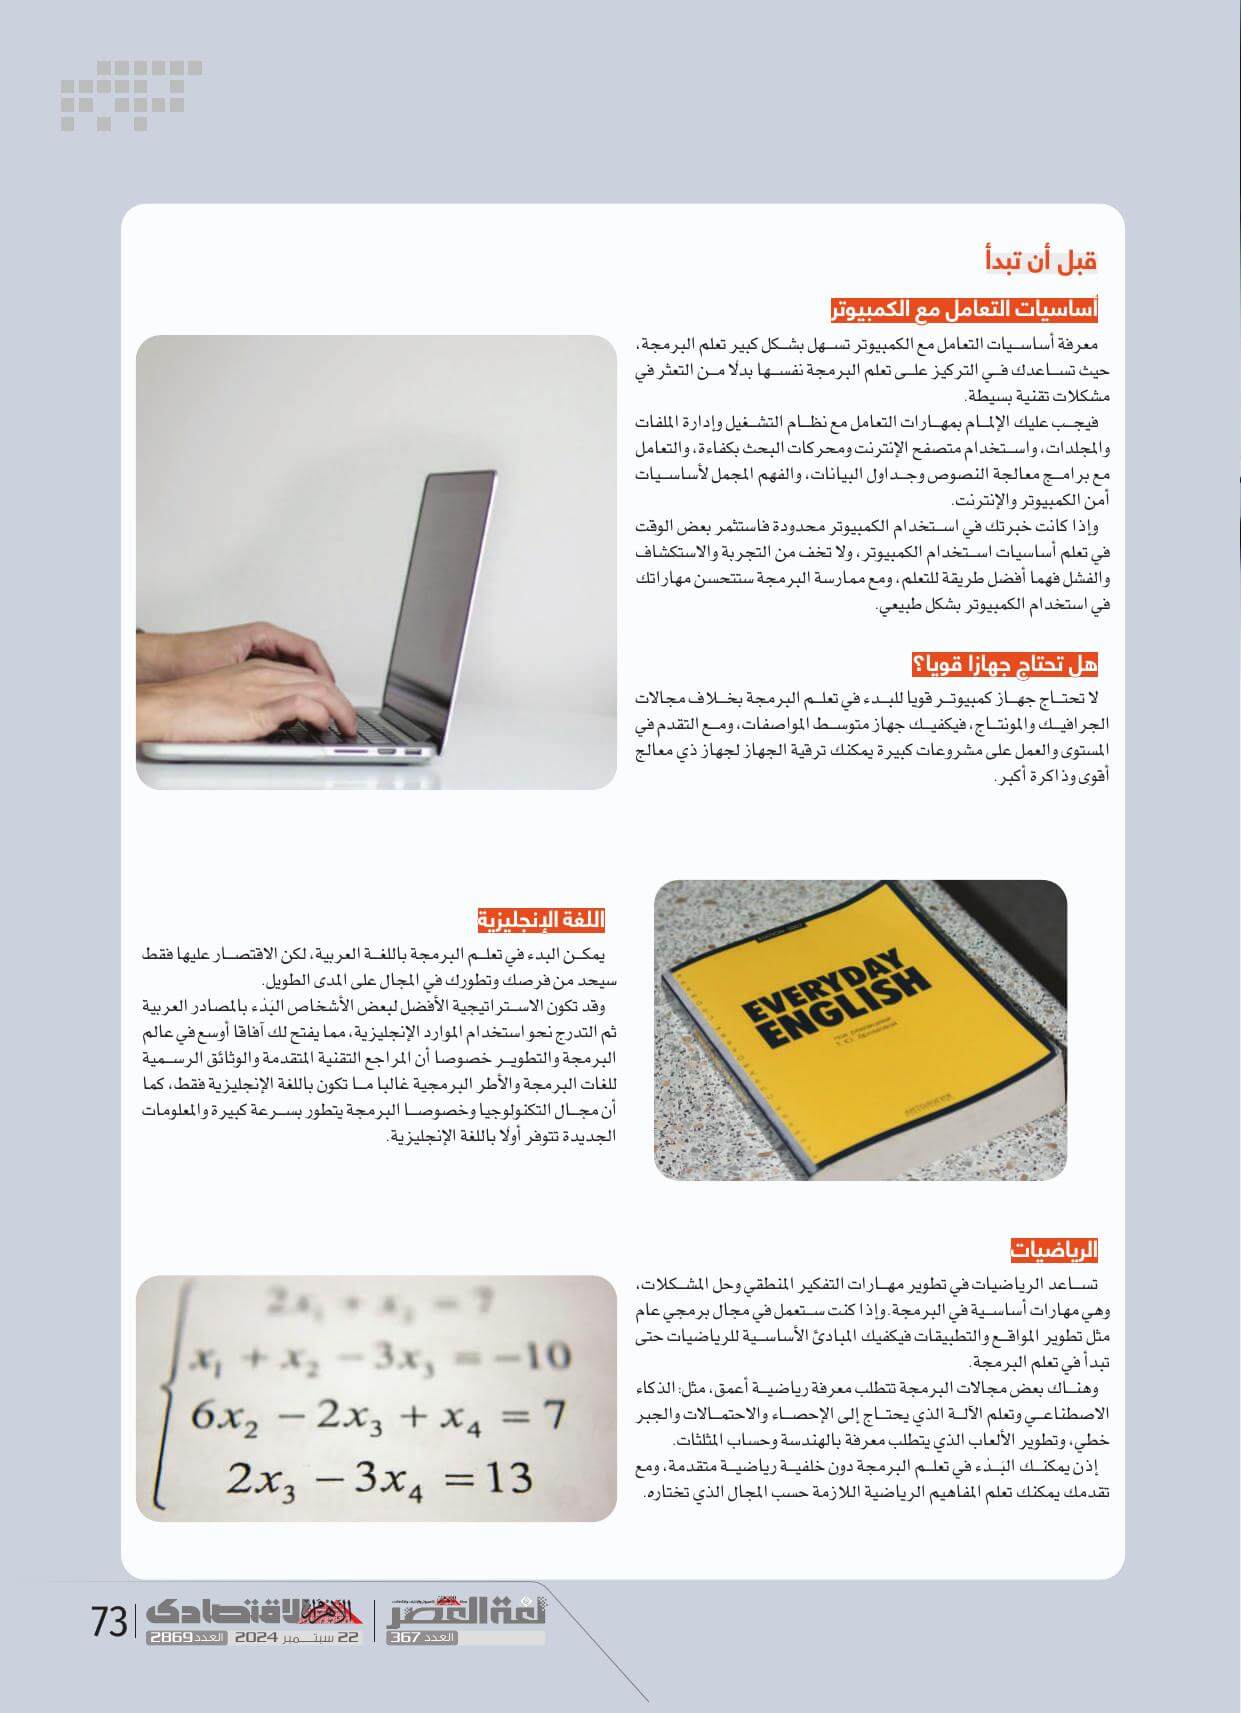 قبل أن تبدأ
أساسيات التعامل مع الكمبيوتر
معرفة أساسيات التعامل مع الكمبيوتر تسهل بشكل كبير تعلم البرمجة،
حيث تساعدك في التركيز على تعلم البرمجة نفسها بدلًا من التعثر في
مشكلات تقنية بسيطة.
فيجب عليك الإلمام بمهارات التعامل مع نظام التشغيل وإدارة الملفات
والمجلدات، واستخدام متصفح الإنترنت ومحركات البحث بكفاءة، والتعامل
مع برامج معالجة النصوص وجداول البيانات، والفهم المجمل لأساسيات
أمن الكمبيوتر والإنترنت.
وإذا كانت خبرتك في استخدام الكمبيوتر محدودة فاستثمر بعض الوقت
في تعلم أساسيات استخدام الكمبيوتر، ولا تخف من التجربة والاستكشاف
والفشل فهما أفضل طريقة للتعلم، ومع ممارسة البرمجة ستتحسن مهاراتك
في استخدام الكمبيوتر بشكل طبيعي.
هل تحتاج جهازا قويا؟
لا تحتاج جهاز كمبيوتر قويا للبدء في تعلم البرمجة بخلاف مجالات
الجرافيك والمونتاج، فيكفيك جهاز متوسط المواصفات، ومع التقدم في
المستوى والعمل على مشروعات كبيرة يمكنك ترقية الجهاز لجهاز ذي معالج
أقوى وذاكرة أكبر.
EVERYDAY
ENGLISH
اللغة الإنجليزية
يمكن البدء في تعلم البرمجة باللغة العربية، لكن الاقتصار عليها فقط
سيحد من فرصك وتطورك في المجال على المدى الطويل.
وقد تكون الاستراتيجية الأفضل لبعض الأشخاص البَدْء بالمصادر العربية
ثم التدرج نحو استخدام الموارد الإنجليزية، مما يفتح لك آفاقا أوسع في عالم
البرمجة والتطوير خصوصا أن المراجع التقنية المتقدمة والوثائق الرسمية
للغات البرمجة والأطر البرمجية غالبا ما تكون باللغة الإنجليزية فقط، كما
أن مجال التكنولوجيا وخصوصا البرمجة يتطور بسرعة كبيرة والمعلومات
الجديدة تتوفر أولًا باللغة الإنجليزية.
الرياضيات
تساعد الرياضيات في تطوير مهارات التفكير المنطقي وحل المشكلات،
وهي مهارات أساسية في البرمجة. وإذا كنت ستعمل في مجال برمجي عام
مثل تطوير المواقع والتطبيقات فيكفيك المبادئ الأساسية للرياضيات حتى
تبدأ في تعلم البرمجة.
وهناك بعض مجالات البرمجة تتطلب معرفة رياضية أعمق، مثل: الذكاء
الاصطناعي وتعلم الآلة الذي يحتاج إلى الإحصاء والاحتمالات والجبر
خطي، وتطوير الألعاب الذي يتطلب معرفة بالهندسة وحساب المثلثات.
إذن يمكنك البَدْء في تعلم البرمجة دون خلفية رياضية متقدمة، ومع
تقدمك يمكنك تعلم المفاهيم الرياضية اللازمة حسب المجال الذي تختاره.
2x₁ + x₂ − 7
x₁ + x₂ − 3x₃ = −10
6x₂ − 2x₃ + x₄ = 7
2x₃ − 3x₄ = 13
لغة العصر
العدد 367
الأهرام الاقتصادى
22 سبتمبر 2024 العدد 2869
73